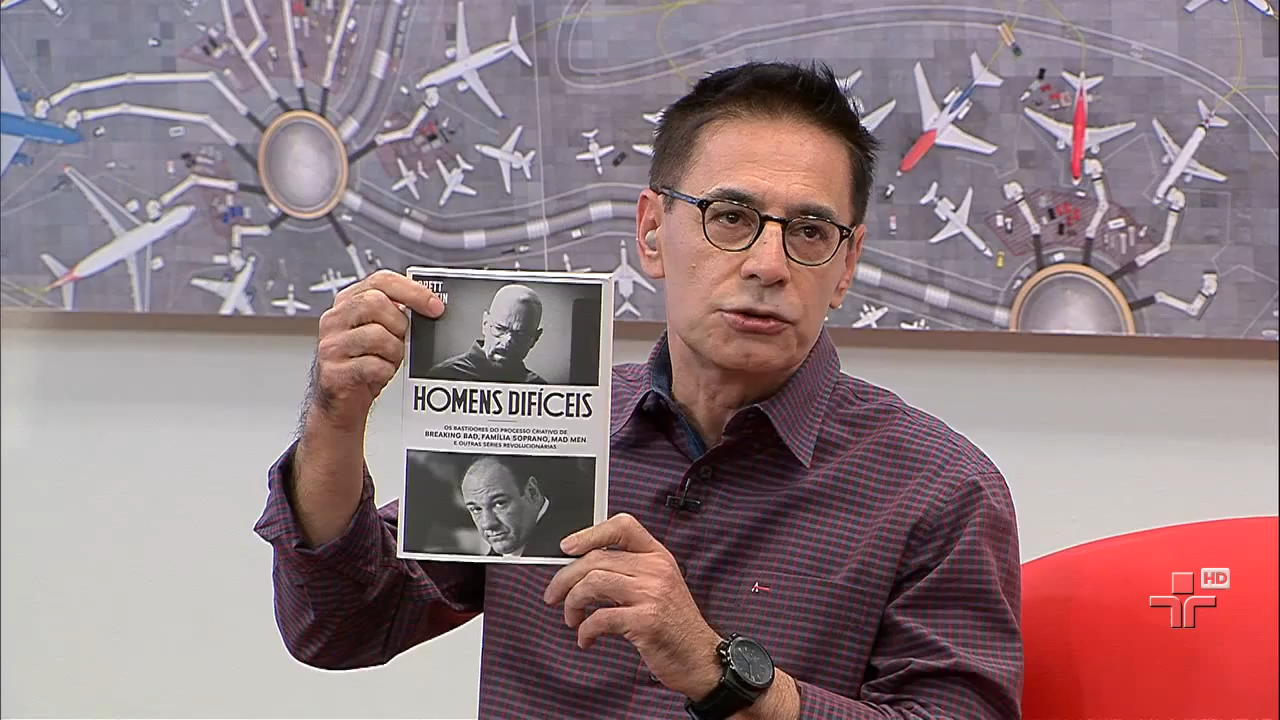 HOMENS DIFÍCEIS
OS BASTIDORES DO PROCESSO CRIATIVO DE
BREAKING BAD, FAMÍLIA SOPRANO, MAD MEN
E OUTRAS SÉRIES REVOLUCIONÁRIAS
HD